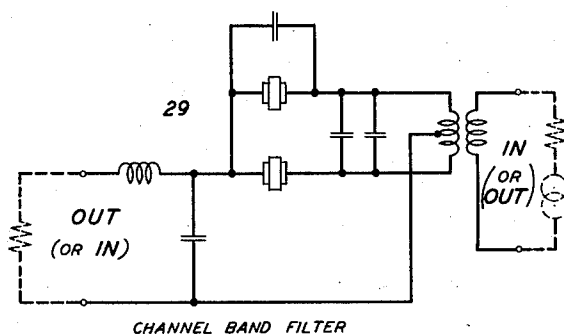 29
OUT
(OR IN)
IN
(OR
OUT)
CHANNEL BAND FILTER